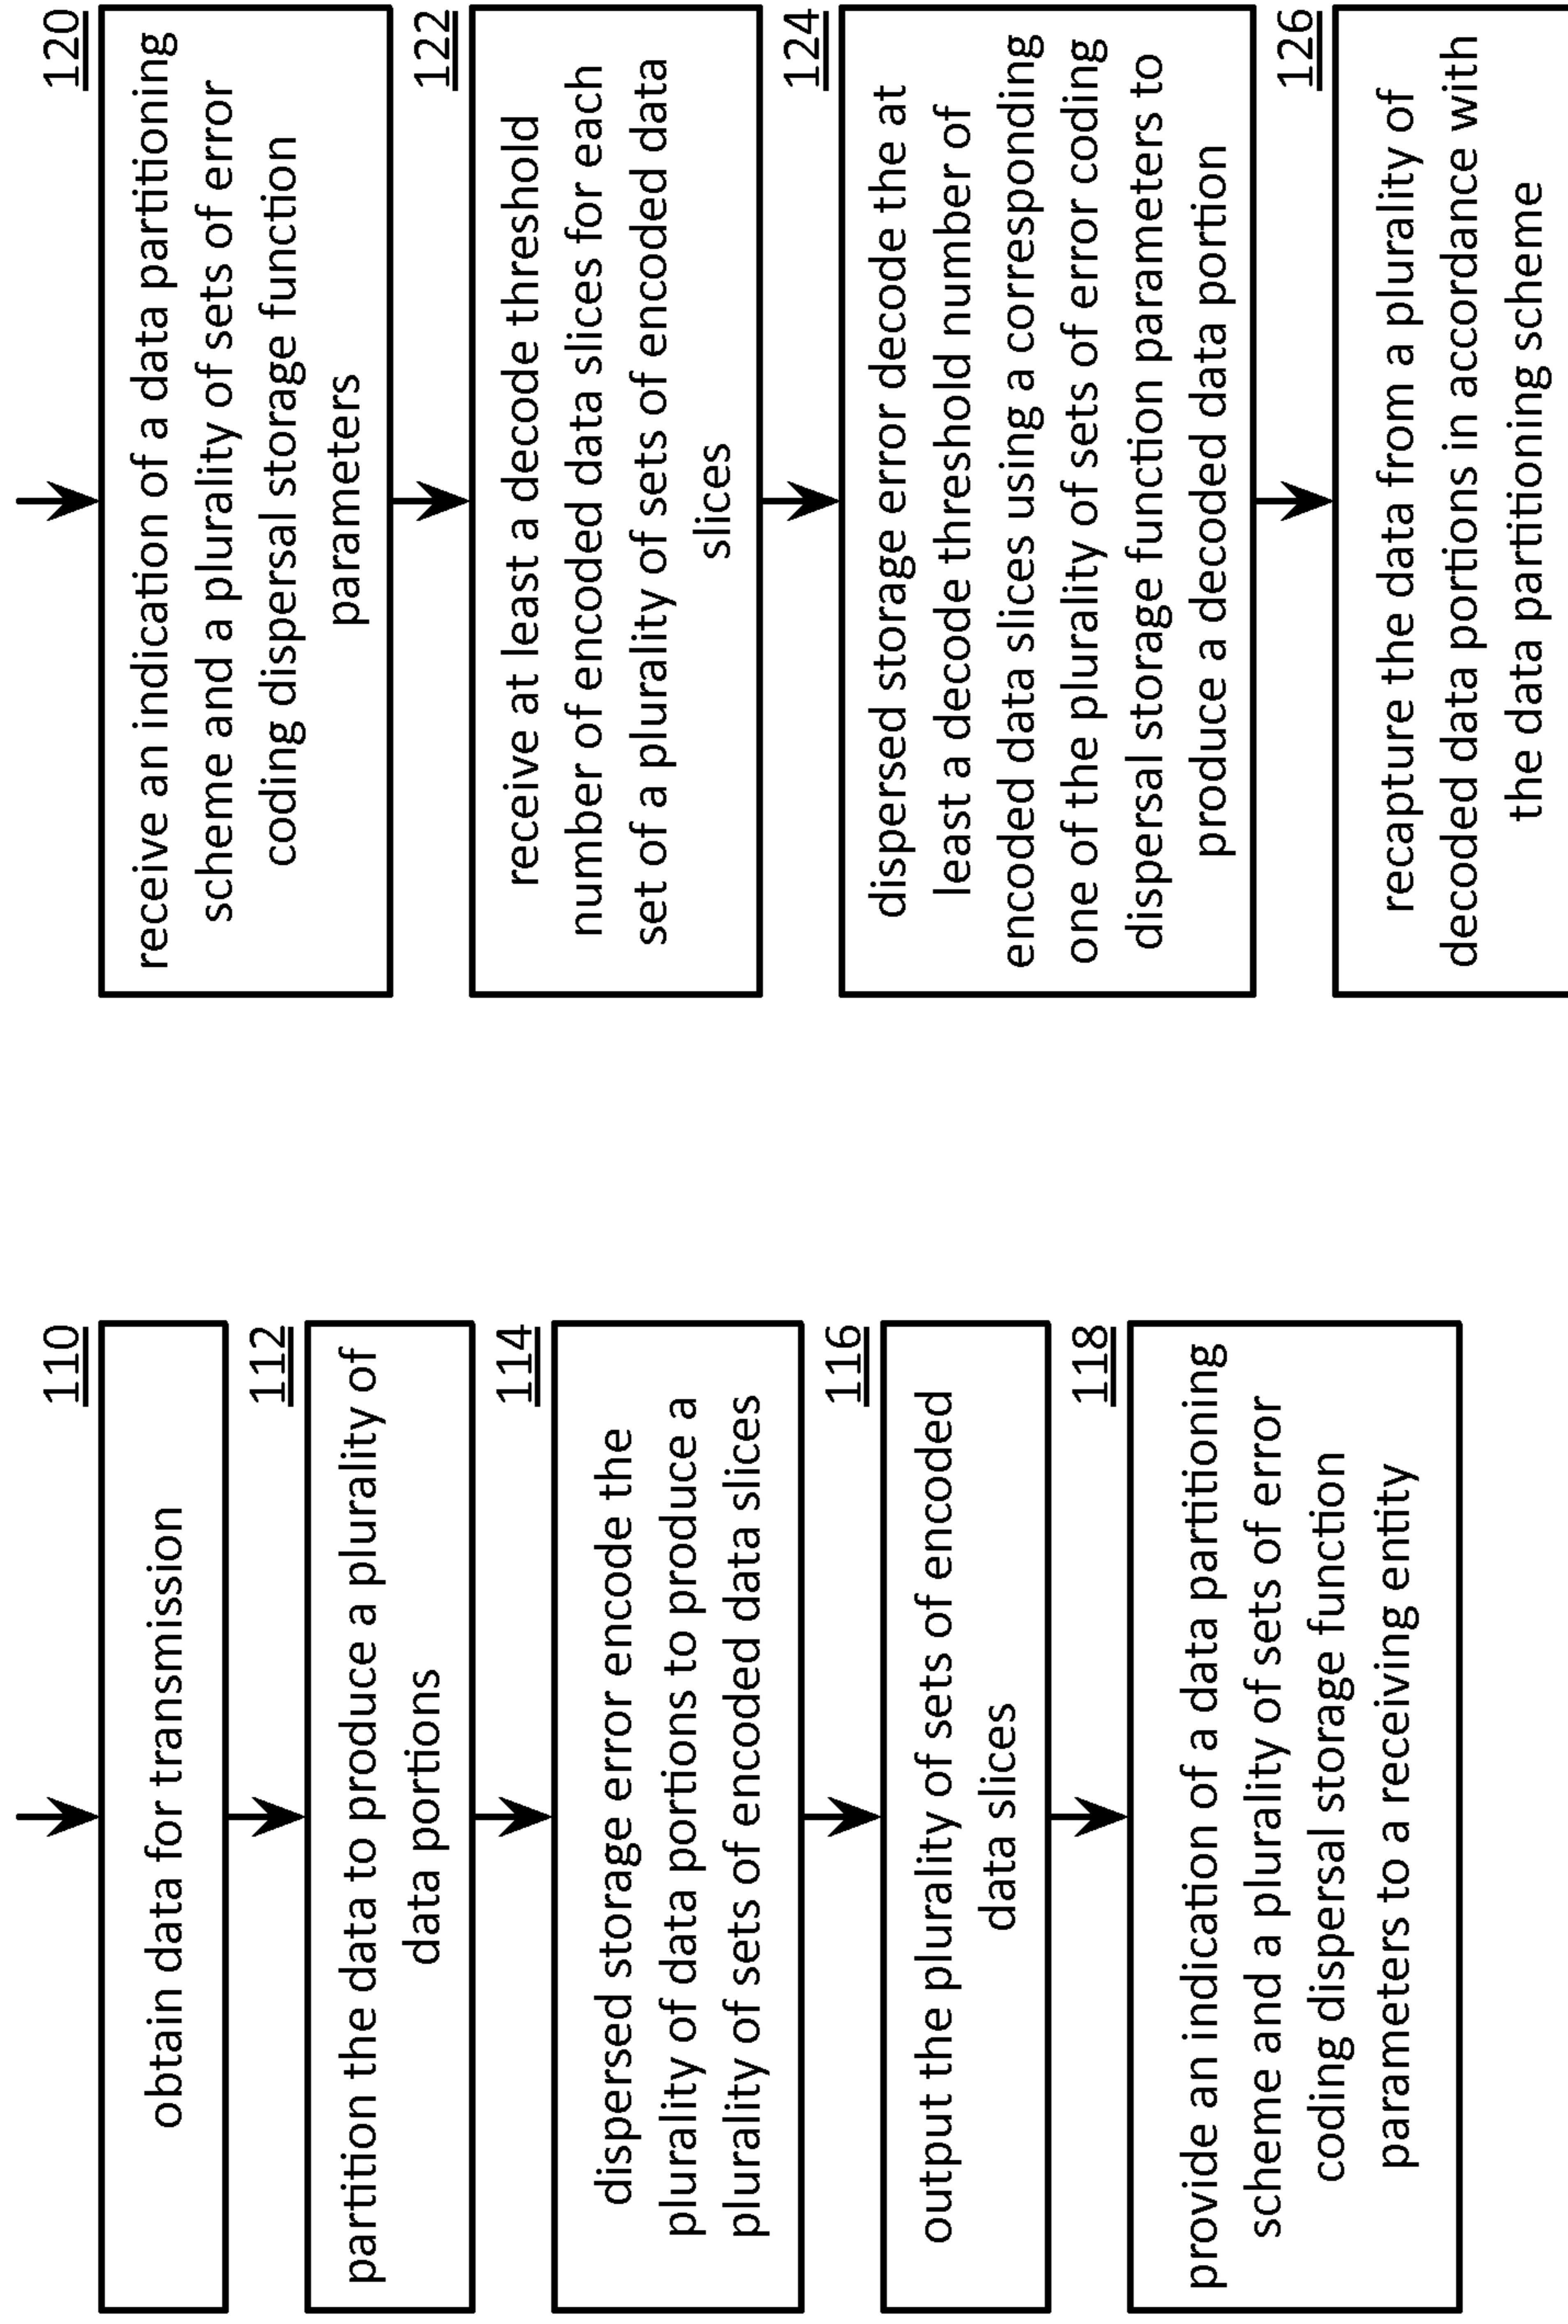 110
obtain data for transmission
112
partition the data to produce a plurality of
data portions
114
dispersed storage error encode the
plurality of data portions to produce a
plurality of sets of encoded data slices
116
output the plurality of sets of encoded
data slices
118
provide an indication of a data partitioning
scheme and a plurality of sets of error
coding dispersal storage function
parameters to a receiving entity
120
receive an indication of a data partitioning
scheme and a plurality of sets of error
coding dispersal storage function
parameters
122
receive at least a decode threshold
number of encoded data slices for each
set of a plurality of sets of encoded data
slices
124
dispersed storage error decode the at
least a decode threshold number of
encoded data slices using a corresponding
one of the plurality of sets of error coding
dispersal storage function parameters to
produce a decoded data portion
126
recapture the data from a plurality of
decoded data portions in accordance with
the data partitioning scheme